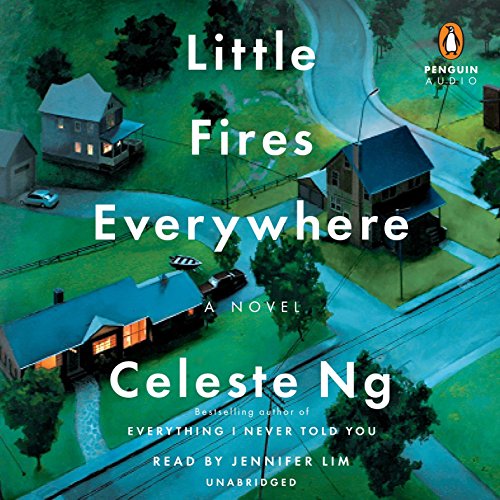 Little
Fires
Everywhere
PENGUIN
AUDIO
A NOVEL
Celeste Ng
Bestselling author of
EVERYTHING I NEVER TOLD YOU
READ BY JENNIFER LIM
UNABRIDGED